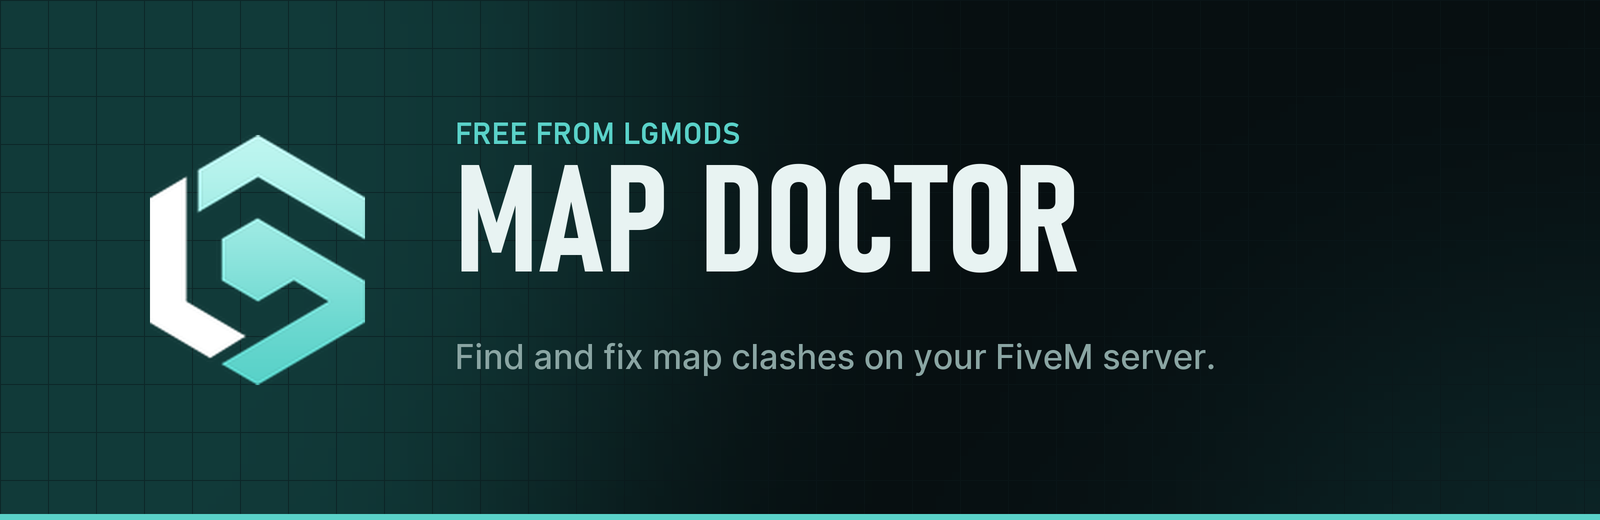 FREE FROM LGMODS
MAP DOCTOR
Find and fix map clashes on your FiveM server.